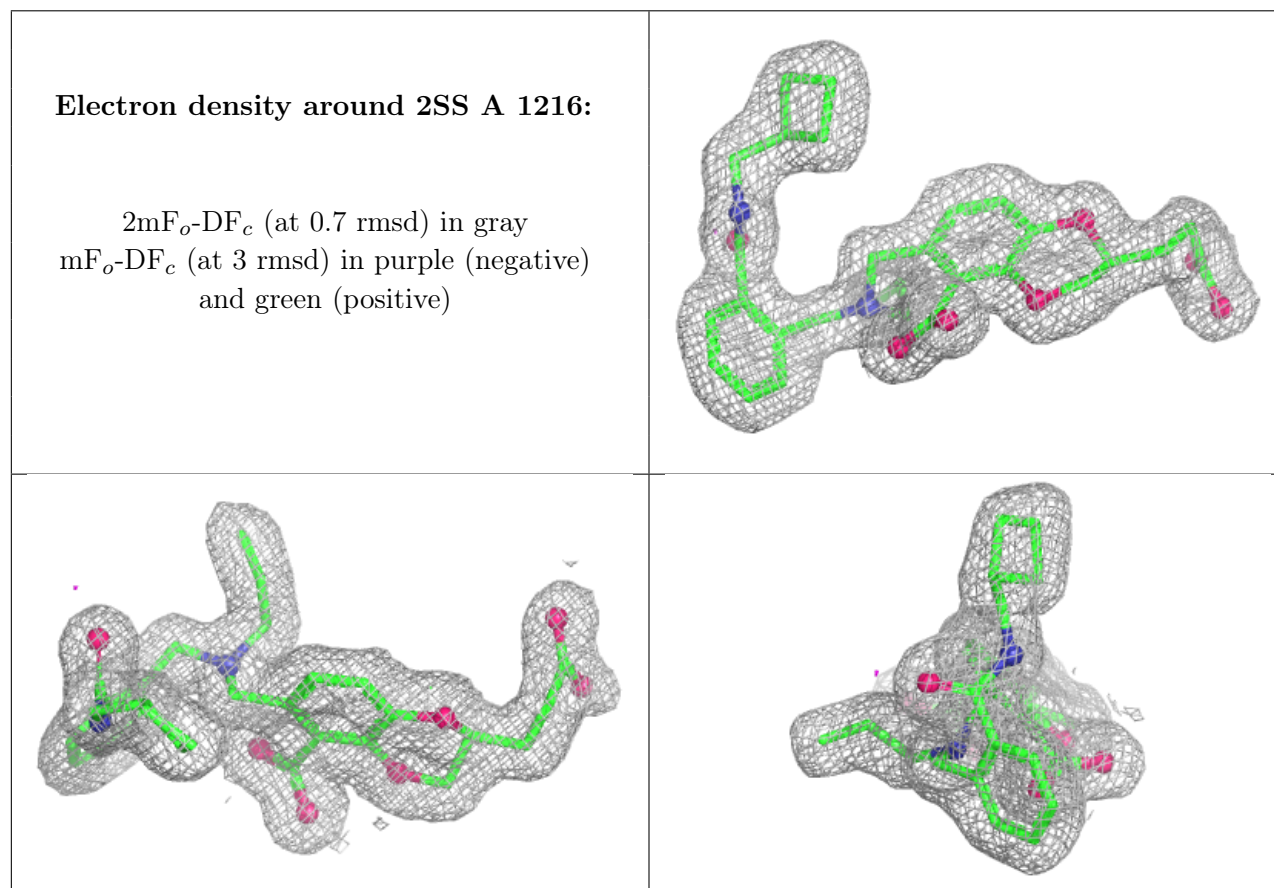 Electron density around 2SS A 1216:
2mFₒ-DF𝒸 (at 0.7 rmsd) in gray
mFₒ-DF𝒸 (at 3 rmsd) in purple (negative)
and green (positive)